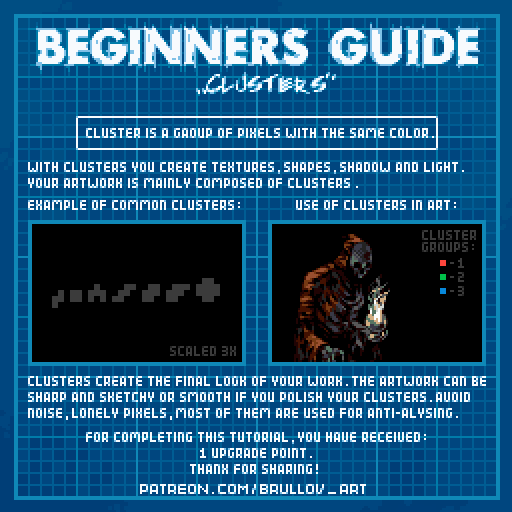 BEGINNERS GUIDE
„CLUSTERS"
CLUSTER IS A GROUP OF PIXELS WITH THE SAME COLOR.
WITH CLUSTERS YOU CREATE TEXTURES, SHAPES, SHADOW AND LIGHT.
YOUR ARTWORK IS MAINLY COMPOSED OF CLUSTERS.
EXAMPLE OF COMMON CLUSTERS:
USE OF CLUSTERS IN ART:
CLUSTER
GROUPS:
-1
-2
-3
SCALED 3X
CLUSTERS CREATE THE FINAL LOOK OF YOUR WORK. THE ARTWORK CAN BE
SHARP AND SKETCHY OR SMOOTH IF YOU POLISH YOUR CLUSTERS. AVOID
NOISE, LONELY PIXELS, MOST OF THEM ARE USED FOR ANTI-ALYSING.
FOR COMPLETING THIS TUTORIAL, YOU HAVE RECEIVED:
1 UPGRADE POINT.
THANK FOR SHARING!
PATREON.COM/BRULLOV_ART